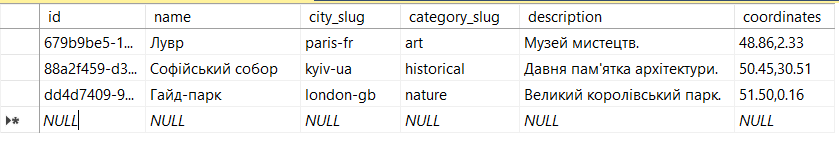 id name city_slug category_slug description coordinates
679b9be5-1... Лувр paris-fr art Музей мистецтв. 48.86,2.33
88a2f459-d3... Софійський собор kyiv-ua historical Давня пам'ятка архітектури. 50.45,30.51
dd4d7409-9... Гайд-парк london-gb nature Великий королівський парк. 51.50,0.16
NULL NULL NULL NULL NULL NULL